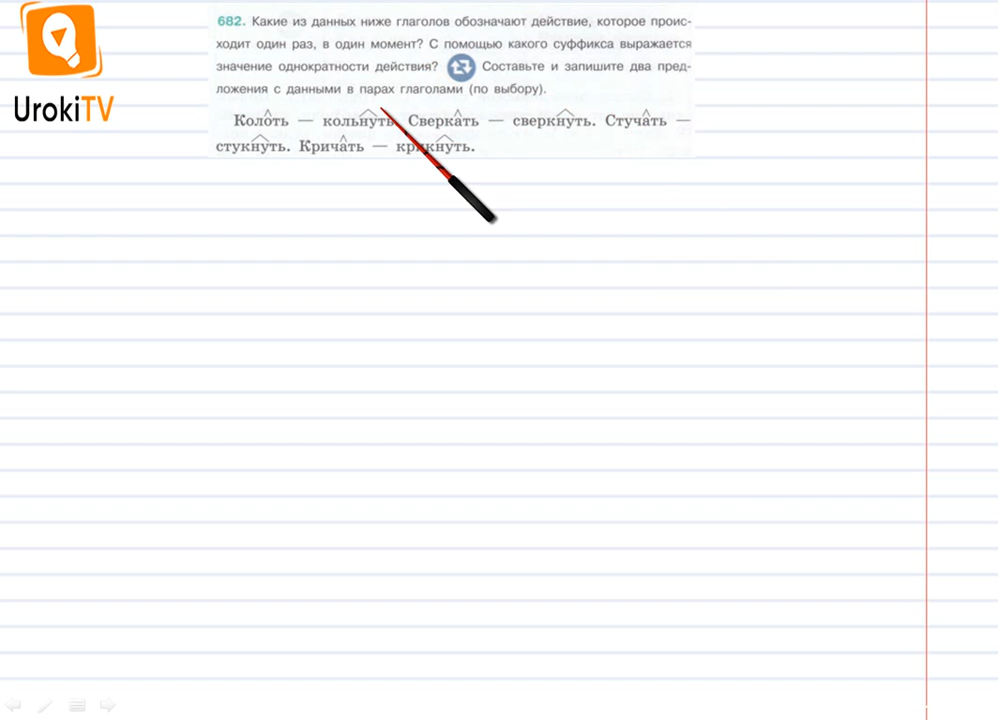 UrokiTV
682. Какие из данных ниже глаголов обозначают действие, которое проис-
ходит один раз, в один момент? С помощью какого суффикса выражается
значение однократности действия? Составьте и запишите два пред-
ложения с данными в парах глаголами (по выбору).
Колоть — кольнуть. Сверкать — сверкнуть. Стучать —
стукнуть. Кричать — крикнуть.